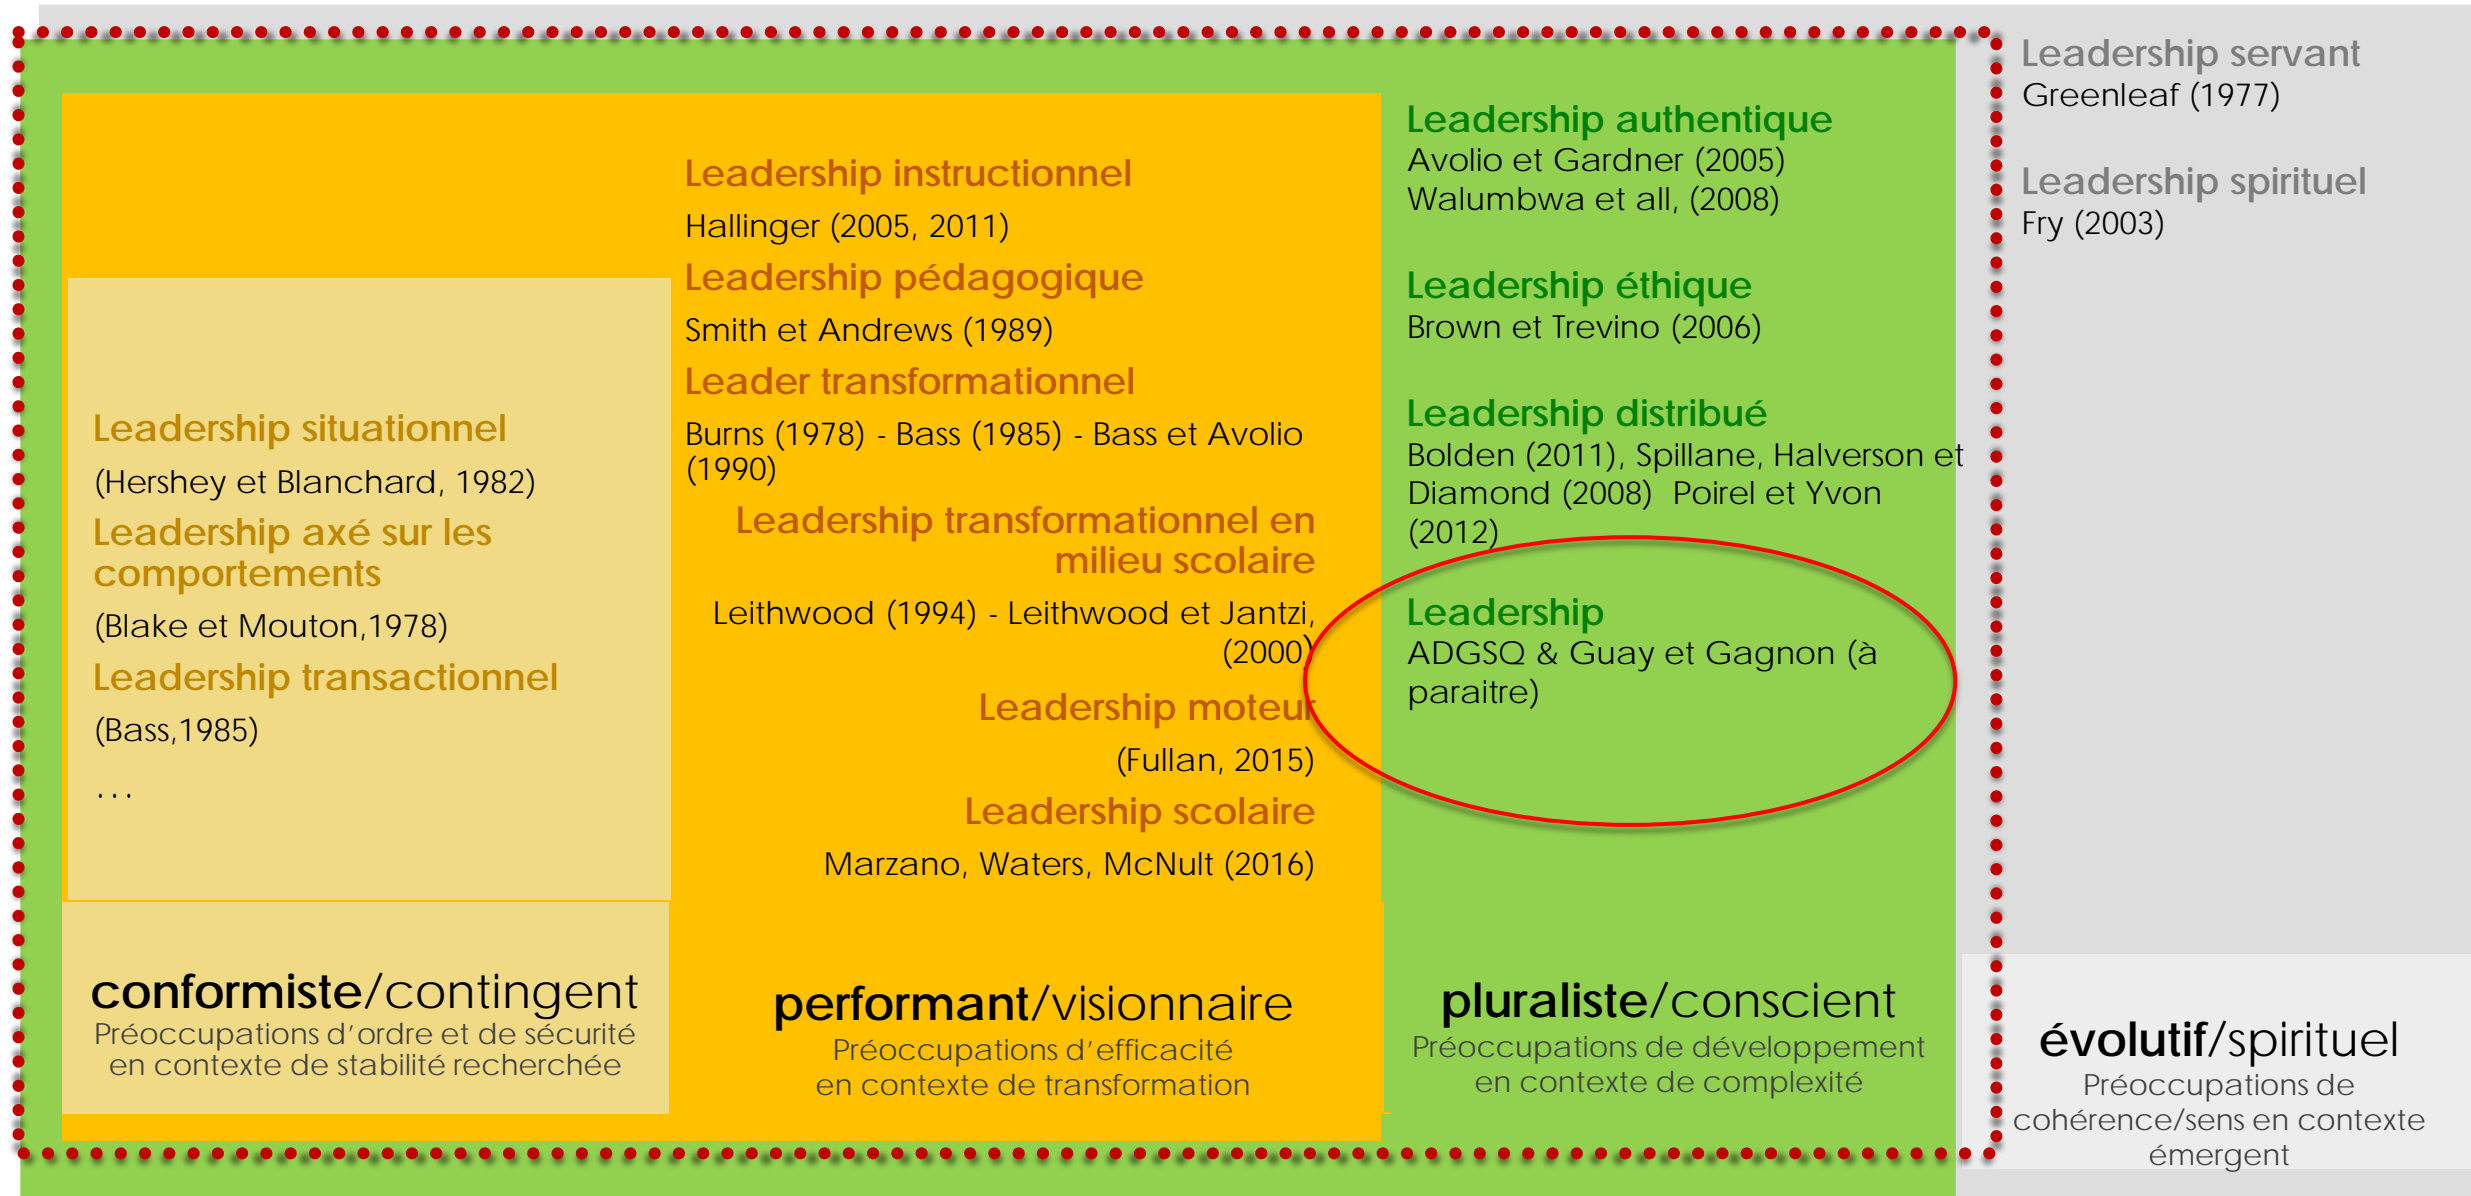 Leadership situationnel
(Hershey et Blanchard, 1982)
Leadership axé sur les
comportements
(Blake et Mouton,1978)
Leadership transactionnel
(Bass,1985)
...
conformiste/contingent
Préoccupations d'ordre et de sécurité
en contexte de stabilité recherchée
Leadership instructionnel
Hallinger (2005, 2011)
Leadership pédagogique
Smith et Andrews (1989)
Leader transformationnel
Burns (1978) - Bass (1985) - Bass et Avolio
(1990)
Leadership transformationnel en
milieu scolaire
Leithwood (1994) - Leithwood et Jantzi,
(2000)
Leadership moteur
(Fullan, 2015)
Leadership scolaire
Marzano, Waters, McNult (2016)
performant/visionnaire
Préoccupations d'efficacité
en contexte de transformation
Leadership authentique
Avolio et Gardner (2005)
Walumbwa et all, (2008)
Leadership éthique
Brown et Trevino (2006)
Leadership distribué
Bolden (2011), Spillane, Halverson et
Diamond (2008) Poirel et Yvon
(2012)
Leadership
ADGSQ & Guay et Gagnon (à
paraitre)
pluraliste/conscient
Préoccupations de développement
en contexte de complexité
Leadership servant
Greenleaf (1977)
Leadership spirituel
Fry (2003)
évolutif/spirituel
Préoccupations de
cohérence/sens en contexte
émergent